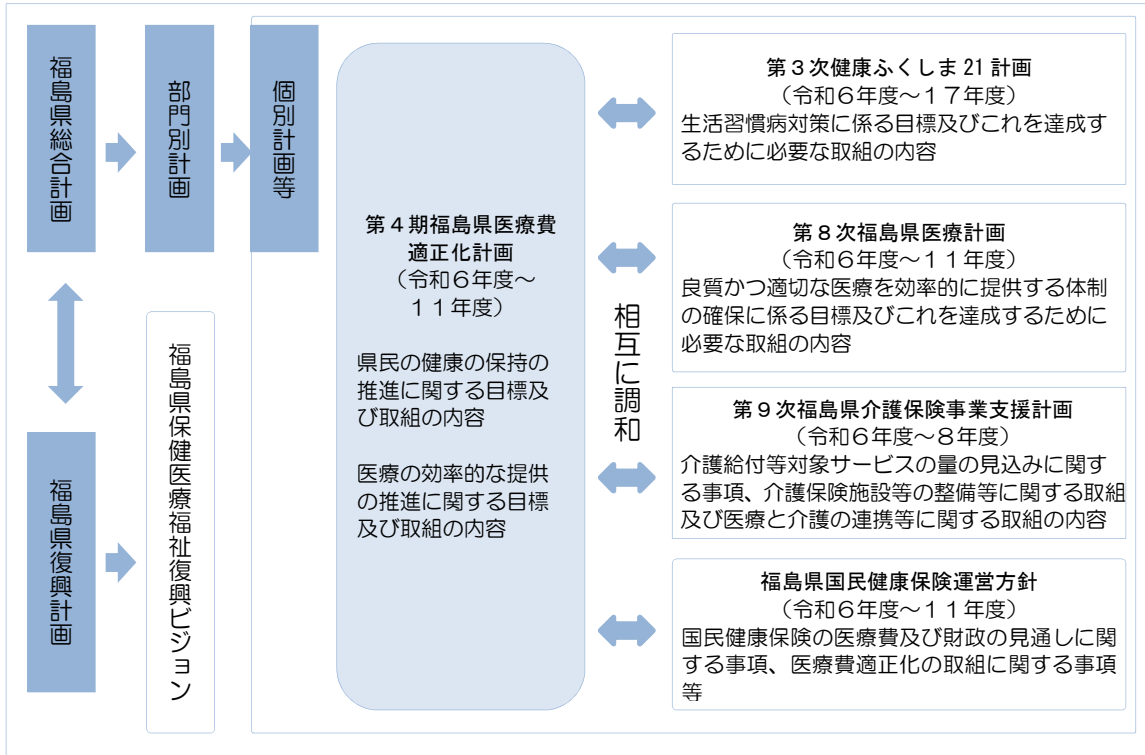 福島県総合計画
部門別計画
個別計画等
福島県復興計画
福島県保健医療福祉復興ビジョン
第４期福島県医療費
適正化計画
（令和６年度～
１１年度）
県民の健康の保持の
推進に関する目標及
び取組の内容
医療の効率的な提供
の推進に関する目標
及び取組の内容
相互に調和
第３次健康ふくしま 21 計画
（令和６年度～１７年度）
生活習慣病対策に係る目標及びこれを達成す
るために必要な取組の内容
第８次福島県医療計画
（令和６年度～１１年度）
良質かつ適切な医療を効率的に提供する体制
の確保に係る目標及びこれを達成するために
必要な取組の内容
第９次福島県介護保険事業支援計画
（令和６年度～８年度）
介護給付等対象サービスの量の見込みに関す
る事項、介護保険施設等の整備等に関する取組
及び医療と介護の連携等に関する取組の内容
福島県国民健康保険運営方針
（令和６年度～１１年度）
国民健康保険の医療費及び財政の見通しに関
する事項、医療費適正化の取組に関する事項
等